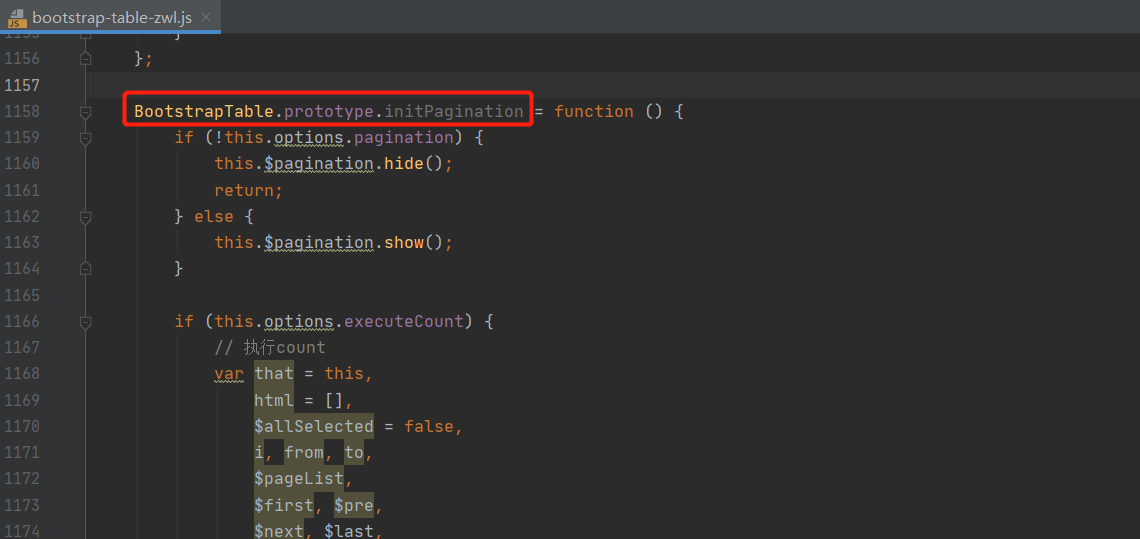 bootstrap-table-zwl.js
JS
1155 }
1156 };
1157
1158 BootstrapTable.prototype.initPagination = function () {
1159 if (!this.options.pagination) {
1160 this.$pagination.hide();
1161 return;
1162 } else {
1163 this.$pagination.show();
1164 }
1165
1166 if (this.options.executeCount) {
1167 // 执行count
1168 var that = this,
1169 html = [],
1170 $allSelected = false,
1171 i, from, to,
1172 $pageList,
1173 $first, $pre,
1174 $next, $last,